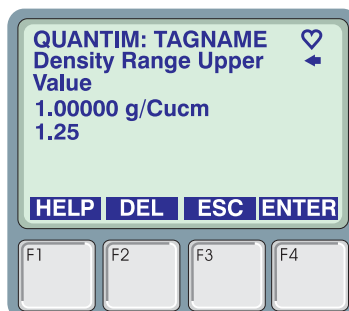 QUANTIM: TAGNAME
Density Range Upper
Value
1.00000 g/Cucm
1.25
HELP DEL ESC ENTER
F1 F2 F3 F4